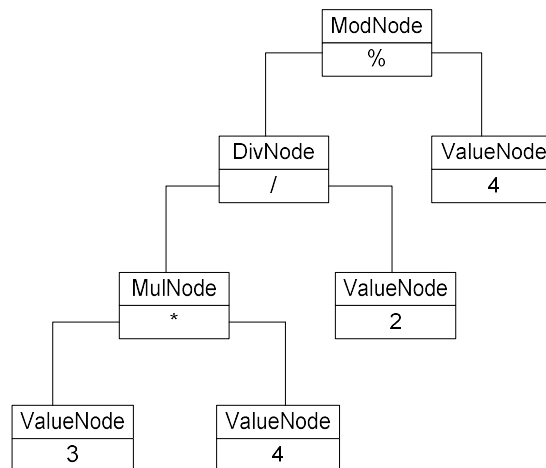 ModNode
%
DivNode
/
ValueNode
4
MulNode
*
ValueNode
2
ValueNode
3
ValueNode
4